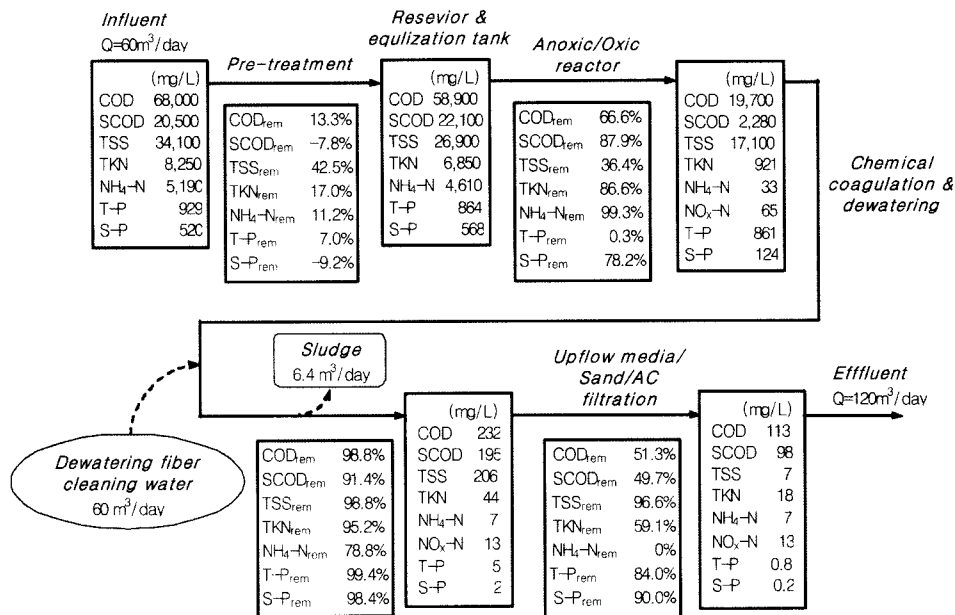 Influent
Q=60m³/day
(mg/L)
COD 68,000
SCOD 20,500
TSS 34,100
TKN 8,250
NH₄-N 5,190
T-P 929
S-P 520
Pre-treatment
CODrem 13.3%
SCODrem -7.8%
TSSrem 42.5%
TKNrem 17.0%
NH₄-Nrem 11.2%
T-Prem 7.0%
S-Prem -9.2%
Resevior &
equlization tank
(mg/L)
COD 58,900
SCOD 22,100
TSS 26,900
TKN 6,850
NH₄-N 4,610
T-P 864
S-P 568
Anoxic/Oxic
reactor
CODrem 66.6%
SCODrem 87.9%
TSSrem 36.4%
TKNrem 86.6%
NH₄-Nrem 99.3%
T-Prem 0.3%
S-Prem 78.2%
(mg/L)
COD 19,700
SCOD 2,280
TSS 17,100
TKN 921
NH₄-N 33
NOx-N 65
T-P 861
S-P 124
Chemical
coagulation &
dewatering
Sludge
6.4 m³/day
Dewatering fiber
cleaning water
60 m³/day
CODrem 98.8%
SCODrem 91.4%
TSSrem 98.8%
TKNrem 95.2%
NH₄-Nrem 78.8%
T-Prem 99.4%
S-Prem 98.4%
(mg/L)
COD 232
SCOD 195
TSS 206
TKN 44
NH₄-N 7
NOx-N 13
T-P 5
S-P 2
Upflow media/
Sand/AC
filtration
CODrem 51.3%
SCODrem 49.7%
TSSrem 96.6%
TKNrem 59.1%
NH₄-Nrem 0%
T-Prem 84.0%
S-Prem 90.0%
(mg/L)
COD 113
SCOD 98
TSS 7
TKN 18
NH₄-N 7
NOx-N 13
T-P 0.8
S-P 0.2
Efffluent
Q=120m³/day